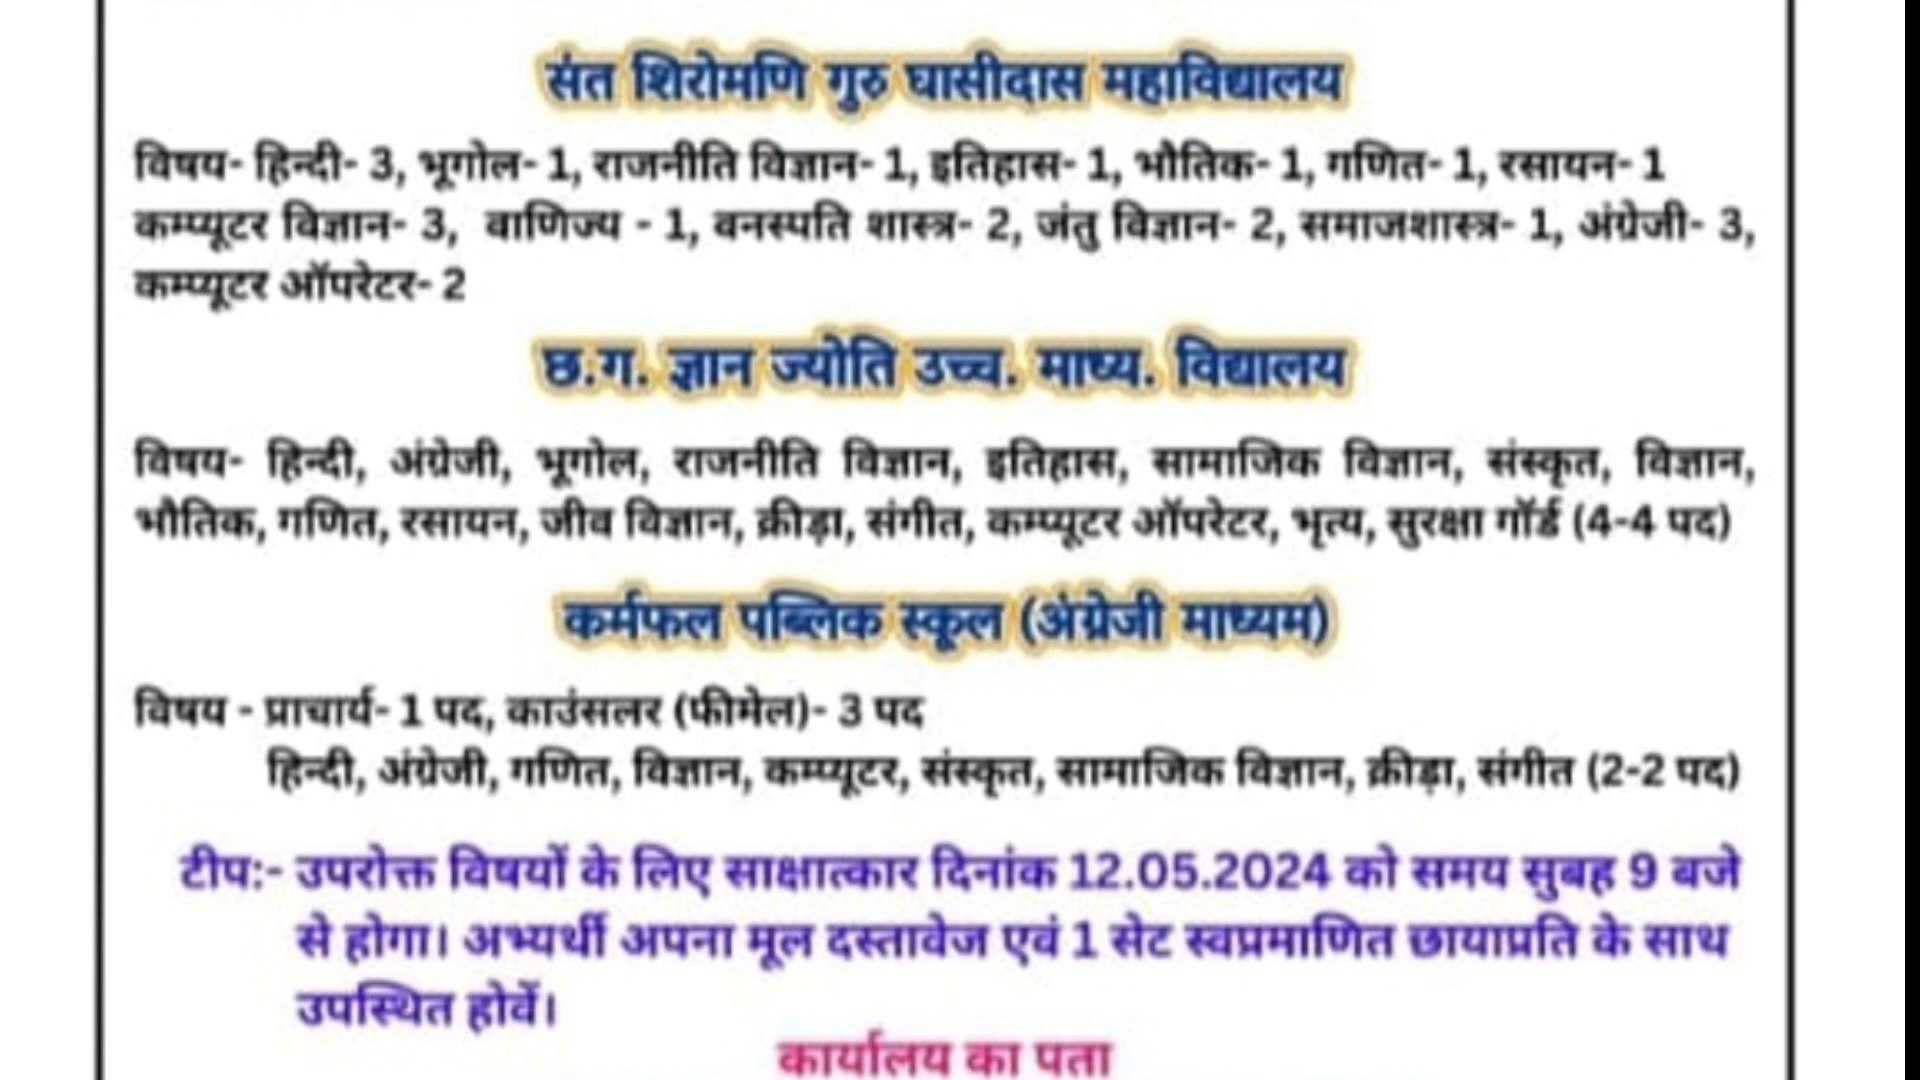 संत शिरोमणि गुरु घासीदास महाविद्यालय
विषय- हिन्दी- 3, भूगोल- 1, राजनीति विज्ञान- 1, इतिहास- 1, भौतिक- 1, गणित- 1, रसायन- 1
कम्प्यूटर विज्ञान- 3, वाणिज्य - 1, वनस्पति शास्त्र- 2, जंतु विज्ञान- 2, समाजशास्त्र- 1, अंग्रेजी- 3,
कम्प्यूटर ऑपरेटर- 2
छ.ग. ज्ञान ज्योति उच्च. माध्य. विद्यालय
विषय- हिन्दी, अंग्रेजी, भूगोल, राजनीति विज्ञान, इतिहास, सामाजिक विज्ञान, संस्कृत, विज्ञान,
भौतिक, गणित, रसायन, जीव विज्ञान, क्रीड़ा, संगीत, कम्प्यूटर ऑपरेटर, भृत्य, सुरक्षा गॉर्ड (4-4 पद)
कर्मफल पब्लिक स्कूल (अंग्रेजी माध्यम)
विषय - प्राचार्य- 1 पद, काउंसलर (फीमेल)- 3 पद
हिन्दी, अंग्रेजी, गणित, विज्ञान, कम्प्यूटर, संस्कृत, सामाजिक विज्ञान, क्रीड़ा, संगीत (2-2 पद)
टीप:- उपरोक्त विषयों के लिए साक्षात्कार दिनांक 12.05.2024 को समय सुबह 9 बजे
से होगा। अभ्यर्थी अपना मूल दस्तावेज एवं 1 सेट स्वप्रमाणित छायाप्रति के साथ
उपस्थित होवें।
कार्यालय का पता